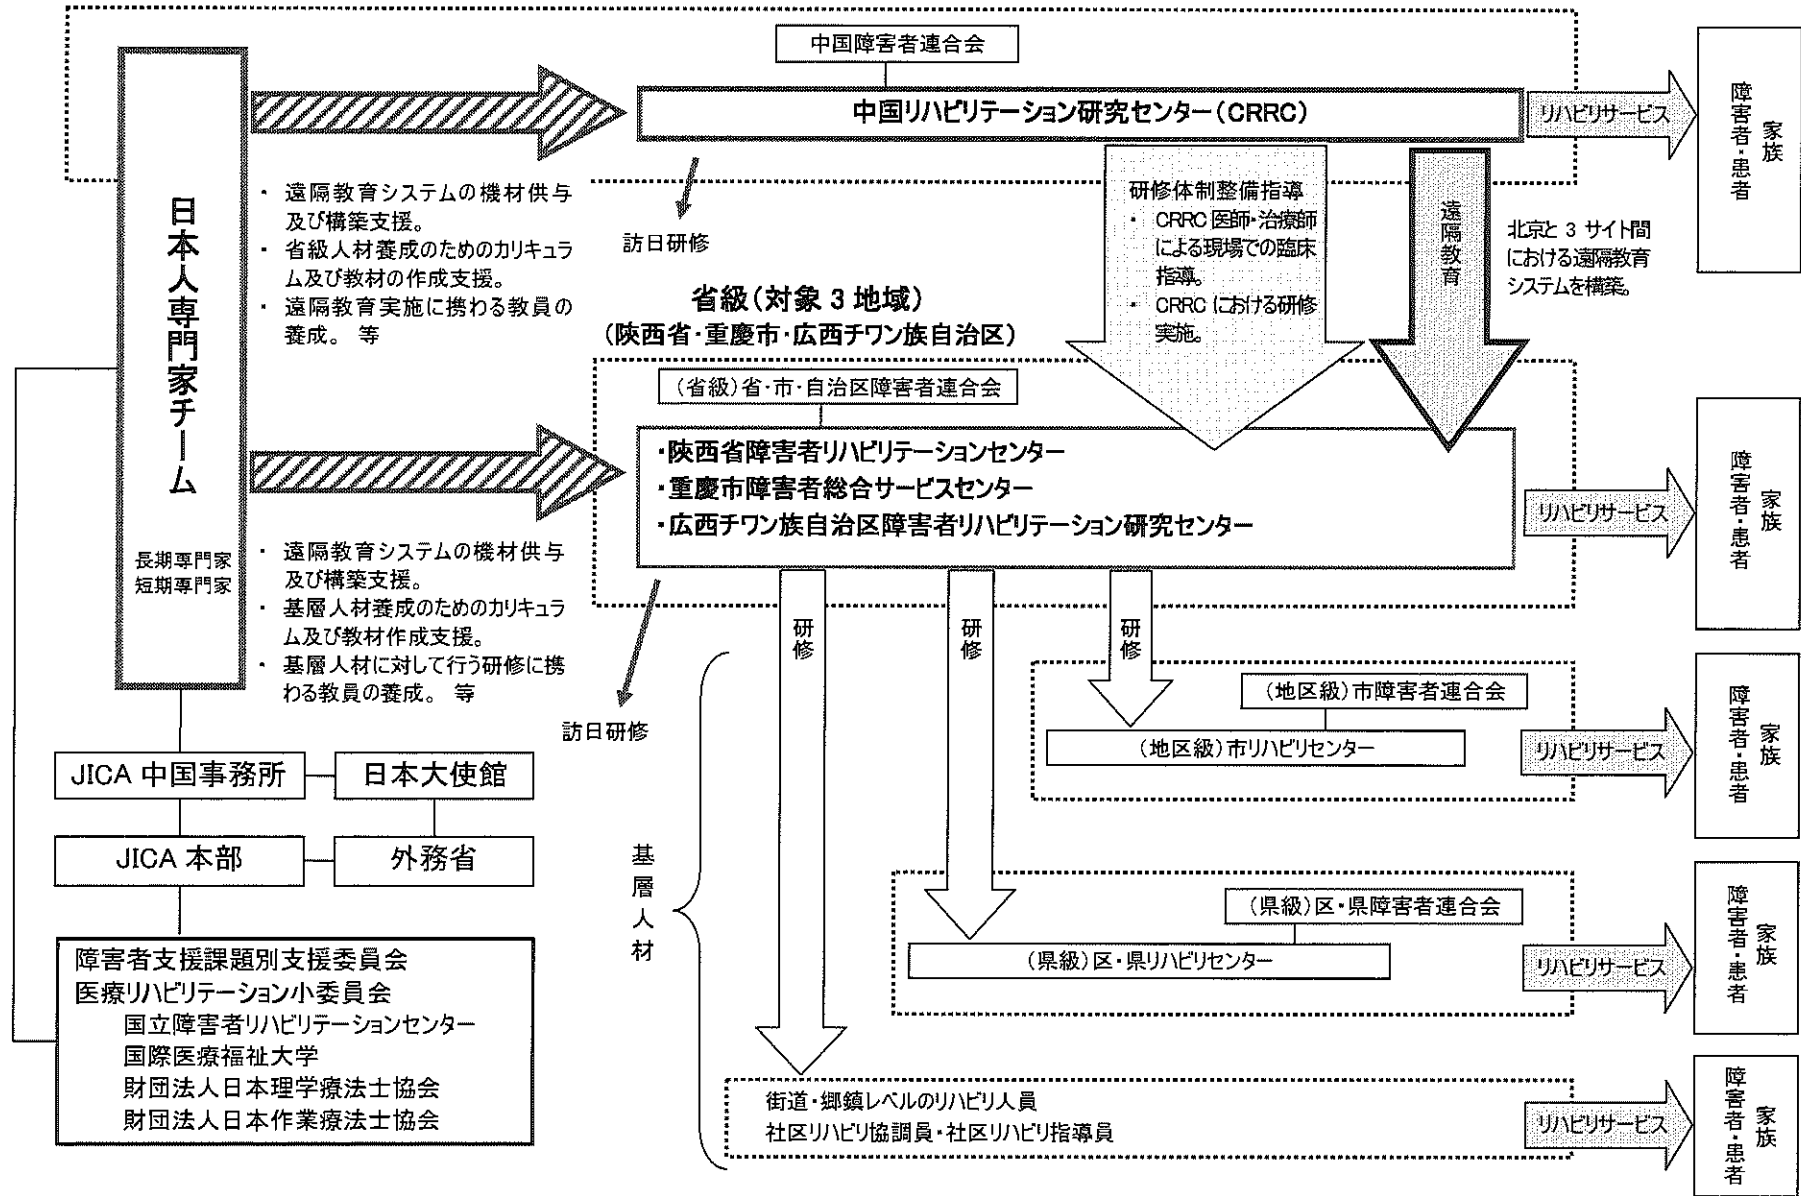 中国障害者連合会
中国リハビリテーション研究センター（CRRC）
リハビリサービス
障害者・患者
家族
日本人専門家チーム
長期専門家
短期専門家
・ 遠隔教育システムの機材供与
及び構築支援。
・ 省級人材養成のためのカリキュラ
ム及び教材の作成支援。
・ 遠隔教育実施に携わる教員の
養成。 等
訪日研修
研修体制整備指導
・ CRRC 医師・治療師
による現場での臨床
指導。
・ CRRC における研修
実施。
遠隔教育
北京と 3 サイト間
における遠隔教育
システムを構築。
省級（対象 3 地域）
（陝西省・重慶市・広西チワン族自治区）
（省級）省・市・自治区障害者連合会
・陝西省障害者リハビリテーションセンター
・重慶市障害者総合サービスセンター
・広西チワン族自治区障害者リハビリテーション研究センター
リハビリサービス
障害者・患者
家族
・ 遠隔教育システムの機材供与
及び構築支援。
・ 基層人材養成のためのカリキュラ
ム及び教材作成支援。
・ 基層人材に対して行う研修に携
わる教員の養成。 等
訪日研修
研修
研修
研修
（地区級）市障害者連合会
（地区級）市リハビリセンター
リハビリサービス
障害者・患者
家族
JICA 中国事務所
日本大使館
JICA 本部
外務省
基層人材
（県級）区・県障害者連合会
（県級）区・県リハビリセンター
リハビリサービス
障害者・患者
家族
障害者支援課題別支援委員会
医療リハビリテーション小委員会
国立障害者リハビリテーションセンター
国際医療福祉大学
財団法人日本理学療法士協会
財団法人日本作業療法士協会
街道・郷鎮レベルのリハビリ人員
社区リハビリ協調員・社区リハビリ指導員
リハビリサービス
障害者・患者
家族